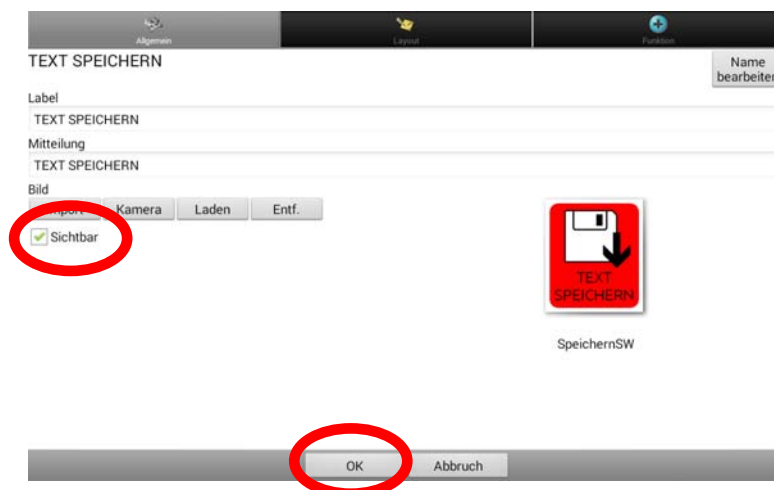 Allgemein Layout Funktion
TEXT SPEICHERN
Name
bearbeiten
Label
TEXT SPEICHERN
Mitteilung
TEXT SPEICHERN
Bild
Import Kamera Laden Entf.
Sichtbar
TEXT
SPEICHERN
SpeichernSW
OK Abbruch